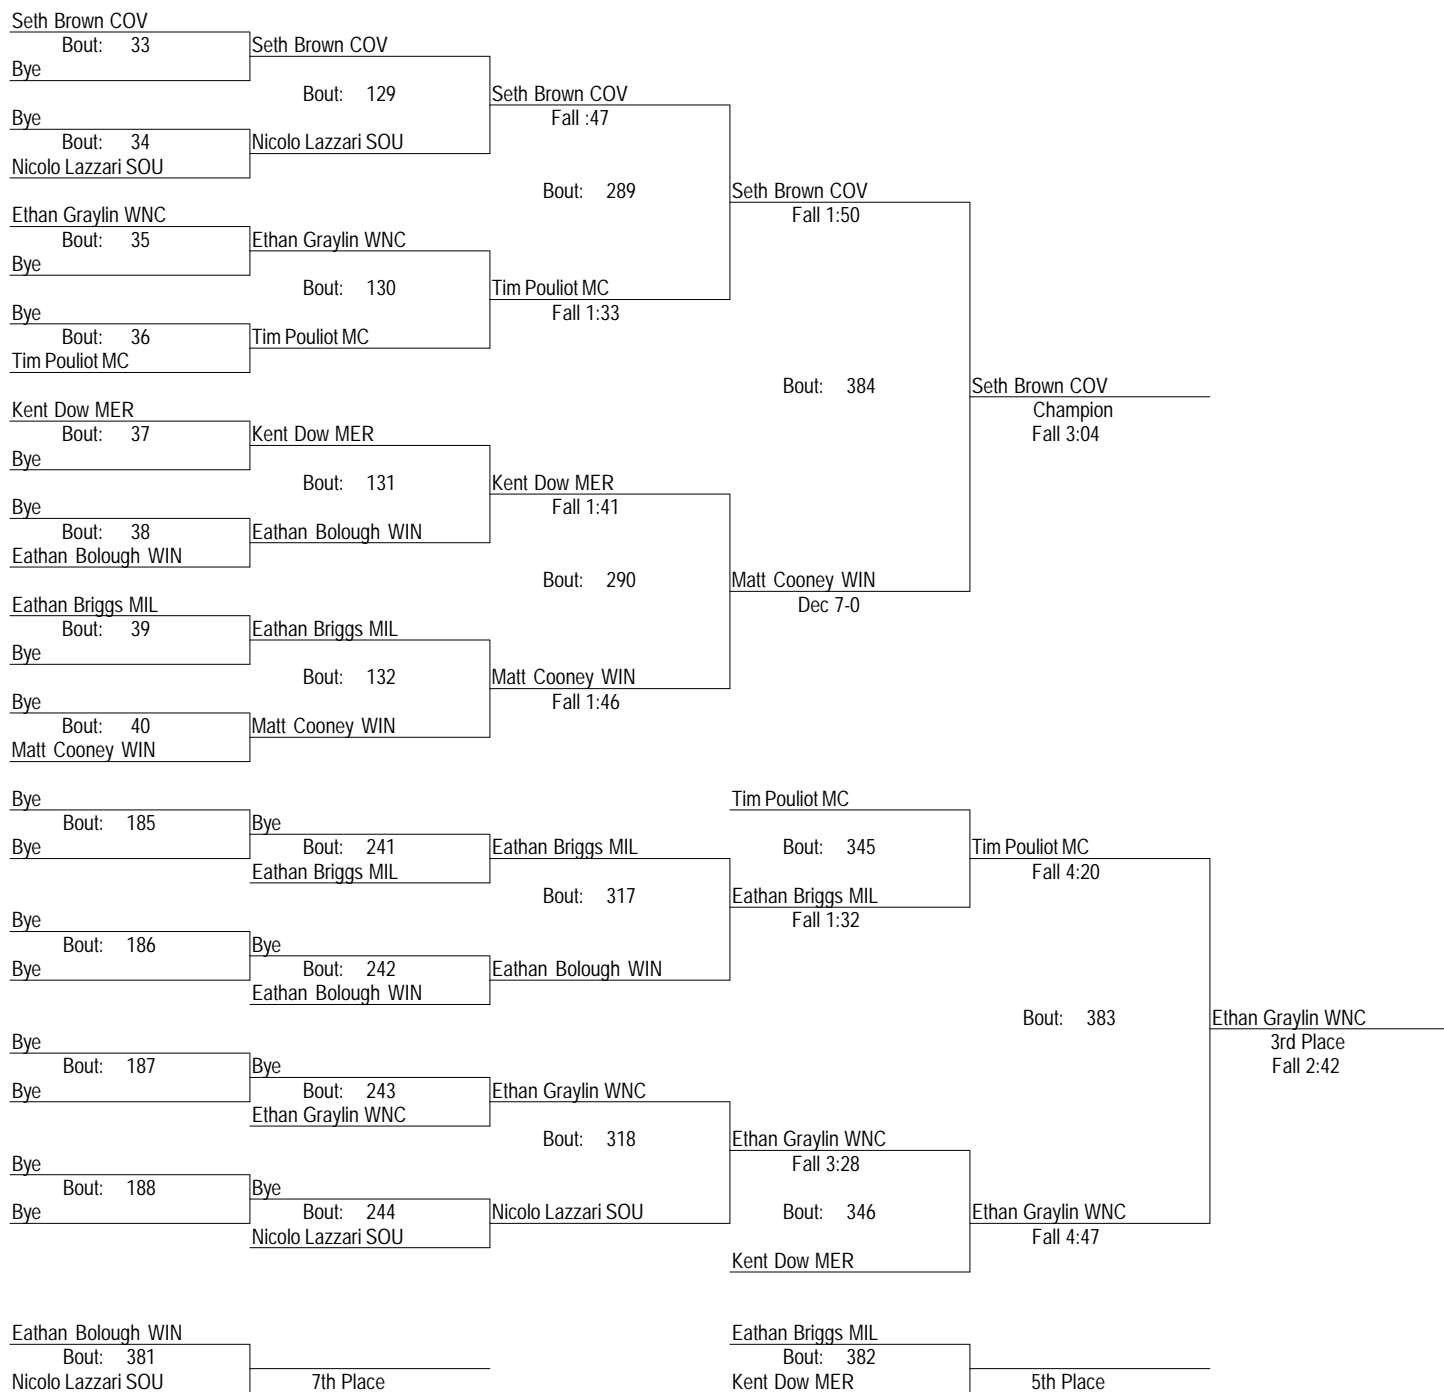 Seth Brown COV
Bout: 33 Seth Brown COV
Bye
Bout: 129 Seth Brown COV
Bye Fall :47
Bout: 34 Nicolo Lazzari SOU
Nicolo Lazzari SOU
Bout: 289 Seth Brown COV
Ethan Graylin WNC Fall 1:50
Bout: 35 Ethan Graylin WNC
Bye
Bout: 130 Tim Pouliot MC
Bye Fall 1:33
Bout: 36 Tim Pouliot MC
Tim Pouliot MC
Bout: 384 Seth Brown COV
Kent Dow MER Champion
Bout: 37 Kent Dow MER Fall 3:04
Bye
Bout: 131 Kent Dow MER
Bye Fall 1:41
Bout: 38 Eathan Bolough WIN
Eathan Bolough WIN
Bout: 290 Matt Cooney WIN
Eathan Briggs MIL Dec 7-0
Bout: 39 Eathan Briggs MIL
Bye
Bout: 132 Matt Cooney WIN
Bye Fall 1:46
Bout: 40 Matt Cooney WIN
Matt Cooney WIN
Bye Tim Pouliot MC
Bout: 185 Bye
Bye Bout: 241 Eathan Briggs MIL Bout: 345 Tim Pouliot MC
Eathan Briggs MIL Fall 4:20
Bout: 317 Eathan Briggs MIL
Bye Fall 1:32
Bout: 186 Bye
Bye Bout: 242 Eathan Bolough WIN
Eathan Bolough WIN
Bout: 383 Ethan Graylin WNC
Bye 3rd Place
Bout: 187 Bye Fall 2:42
Bye Bout: 243 Ethan Graylin WNC
Ethan Graylin WNC
Bout: 318 Ethan Graylin WNC
Bye Fall 3:28
Bout: 188 Bye
Bye Bout: 244 Nicolo Lazzari SOU Bout: 346 Ethan Graylin WNC
Nicolo Lazzari SOU Fall 4:47
Kent Dow MER
Eathan Bolough WIN Eathan Briggs MIL
Bout: 381 Bout: 382
Nicolo Lazzari SOU 7th Place Kent Dow MER 5th Place